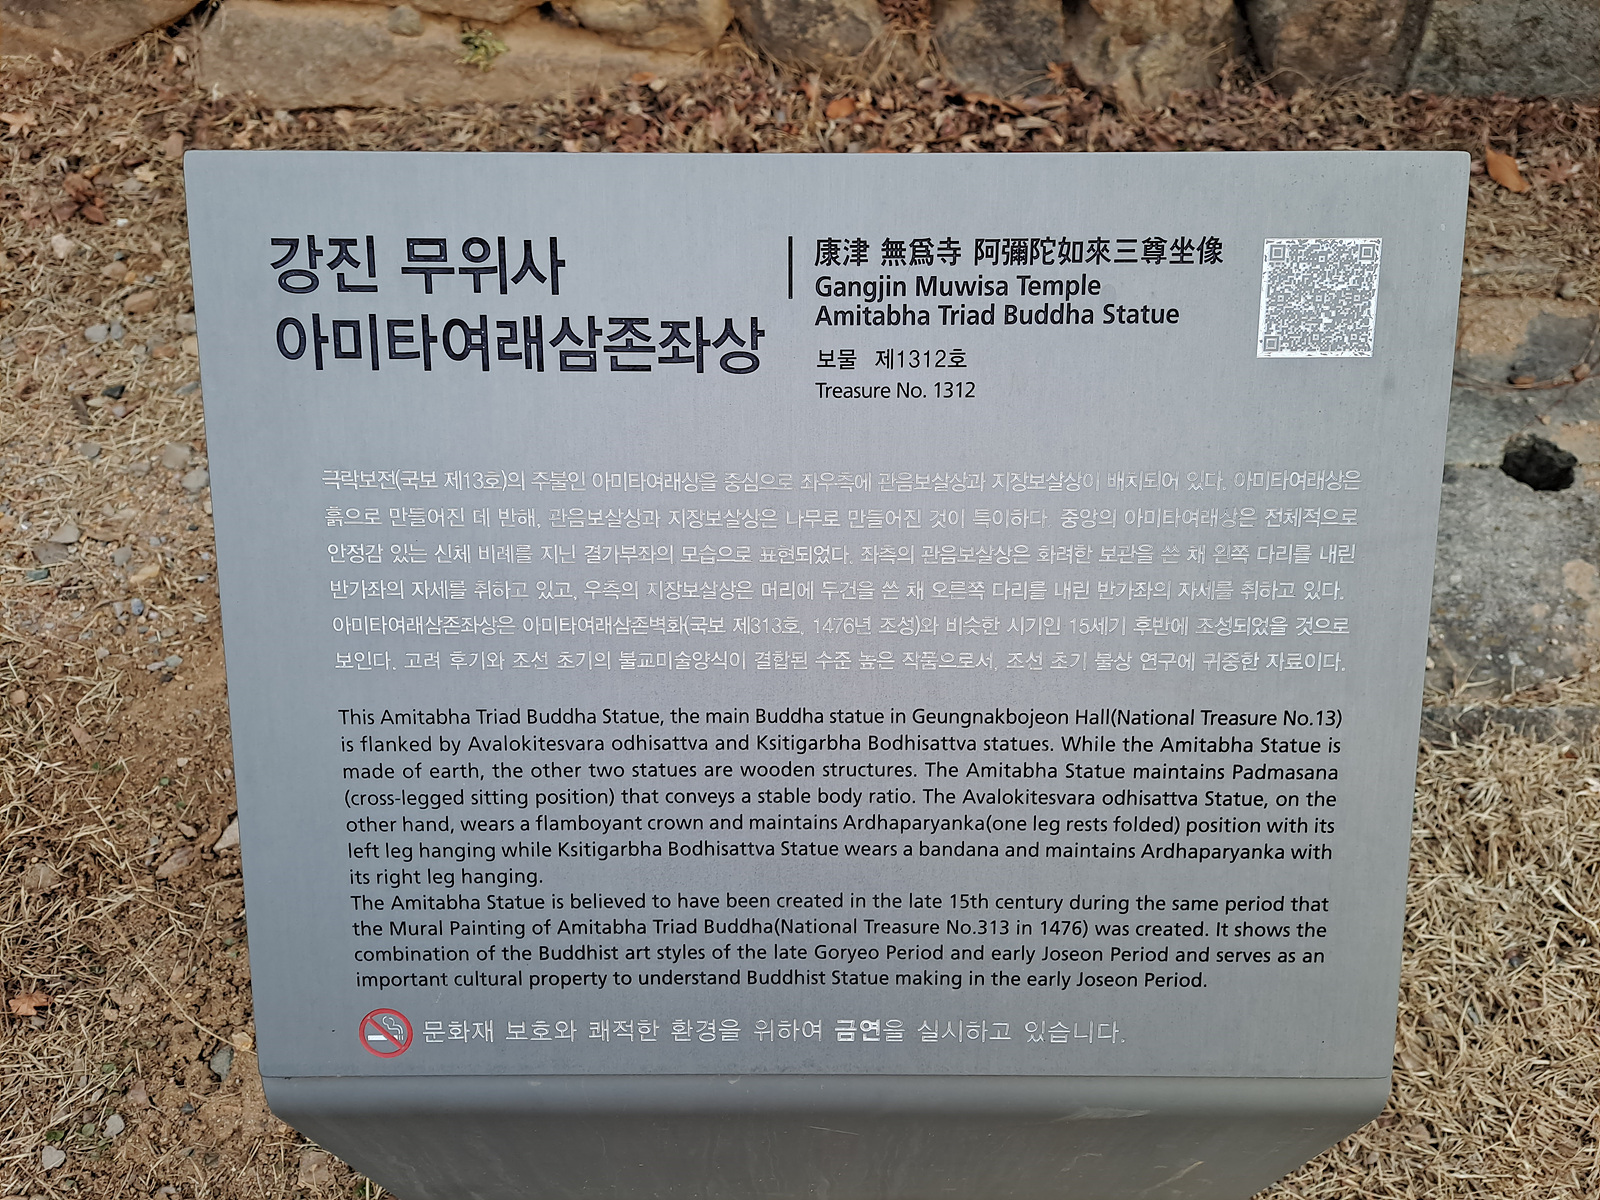 강진 무위사
아미타여래삼존좌상
康津 無爲寺 阿彌陀如來三尊坐像
Gangjin Muwisa Temple
Amitabha Triad Buddha Statue
보물 제1312호
Treasure No. 1312
극락보전(국보 제13호)의 주불인 아미타여래상을 중심으로 좌우측에 관음보살상과 지장보살상이 배치되어 있다. 아미타여래상은
흙으로 만들어진 데 반해, 관음보살상과 지장보살상은 나무로 만들어진 것이 특이하다. 중앙의 아미타여래상은 전체적으로
안정감 있는 신체 비례를 지닌 결가부좌의 모습으로 표현되었다. 좌측의 관음보살상은 화려한 보관을 쓴 채 왼쪽 다리를 내린
반가좌의 자세를 취하고 있고, 우측의 지장보살상은 머리에 두건을 쓴 채 오른쪽 다리를 내린 반가좌의 자세를 취하고 있다.
아미타여래삼존좌상은 아미타여래삼존벽화(국보 제313호, 1476년 조성)와 비슷한 시기인 15세기 후반에 조성되었을 것으로
보인다. 고려 후기와 조선 초기의 불교미술양식이 결합된 수준 높은 작품으로서, 조선 초기 불상 연구에 귀중한 자료이다.
This Amitabha Triad Buddha Statue, the main Buddha statue in Geungnakbojeon Hall(National Treasure No.13)
is flanked by Avalokitesvara odhisattva and Ksitigarbha Bodhisattva statues. While the Amitabha Statue is
made of earth, the other two statues are wooden structures. The Amitabha Statue maintains Padmasana
(cross-legged sitting position) that conveys a stable body ratio. The Avalokitesvara odhisattva Statue, on the
other hand, wears a flamboyant crown and maintains Ardhaparyanka(one leg rests folded) position with its
left leg hanging while Ksitigarbha Bodhisattva Statue wears a bandana and maintains Ardhaparyanka with
its right leg hanging.
The Amitabha Statue is believed to have been created in the late 15th century during the same period that
the Mural Painting of Amitabha Triad Buddha(National Treasure No.313 in 1476) was created. It shows the
combination of the Buddhist art styles of the late Goryeo Period and early Joseon Period and serves as an
important cultural property to understand Buddhist Statue making in the early Joseon Period.
문화재 보호와 쾌적한 환경을 위하여 금연을 실시하고 있습니다.